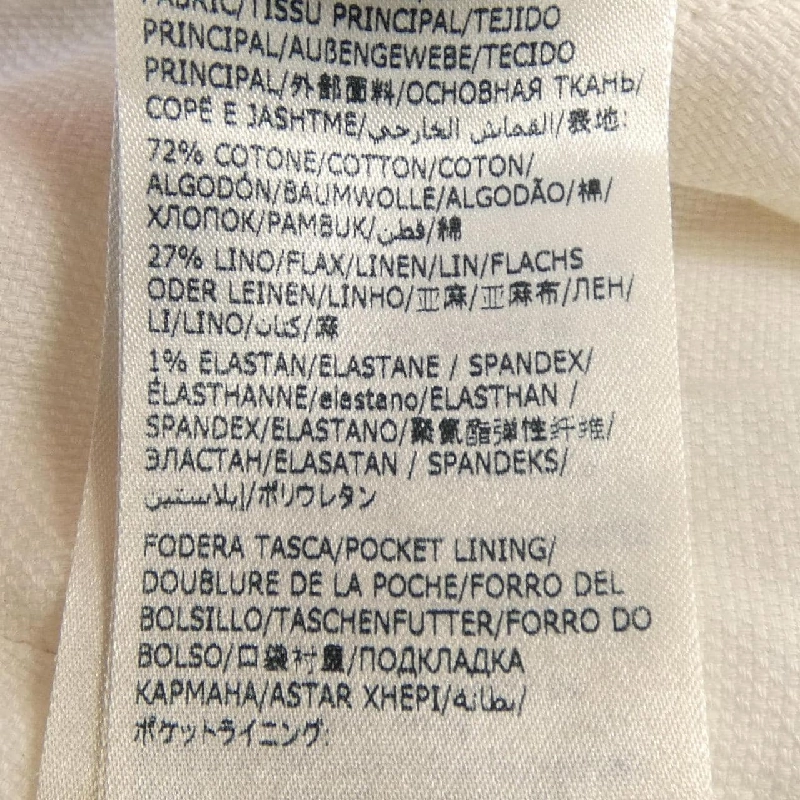 FABRIC/TISSU PRINCIPAL/TEJIDO
PRINCIPAL/AUßENGEWEBE/TECIDO
PRINCIPAL/外部面料/ОСНОВНАЯ ТКАНЬ/
COPË E JASHTME/القماش الخارجي/表地:
72% COTONE/COTTON/COTON/
ALGODÓN/BAUMWOLLE/ALGODÃO/棉/
ХЛОПОК/PAMBUK/قطن/綿
27% LINO/FLAX/LINEN/LIN/FLACHS
ODER LEINEN/LINHO/亚麻/亚麻布/ЛЕН/
LI/LINO/كتان/麻
1% ELASTAN/ELASTANE / SPANDEX/
ÉLASTHANNE/elastano/ELASTHAN /
SPANDEX/ELASTANO/聚氨酯弹性纤维/
ЭЛАСТАН/ELASATAN / SPANDEKS/
إيلاستين/ポリウレタン
FODERA TASCA/POCKET LINING/
DOUBLURE DE LA POCHE/FORRO DEL
BOLSILLO/TASCHENFUTTER/FORRO DO
BOLSO/口袋衬里/ПОДКЛАДКА
КАРМАНА/ASTAR XHEPI/بطانة/
ポケットライニング: